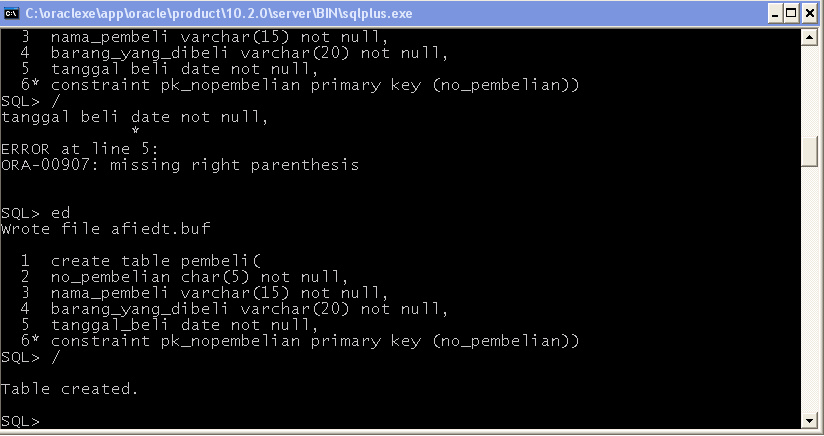 C:\oraclexe\app\oracle\product\10.2.0\server\BIN\sqlplus.exe
3 nama_pembeli varchar(15) not null,
4 barang_yang_dibeli varchar(20) not null,
5 tanggal beli date not null,
6* constraint pk_nopembelian primary key (no_pembelian))
SQL> /
tanggal beli date not null,
*
ERROR at line 5:
ORA-00907: missing right parenthesis
SQL> ed
Wrote file afiedt.buf
1 create table pembeli(
2 no_pembelian char(5) not null,
3 nama_pembeli varchar(15) not null,
4 barang_yang_dibeli varchar(20) not null,
5 tanggal_beli date not null,
6* constraint pk_nopembelian primary key (no_pembelian))
SQL> /
Table created.
SQL>